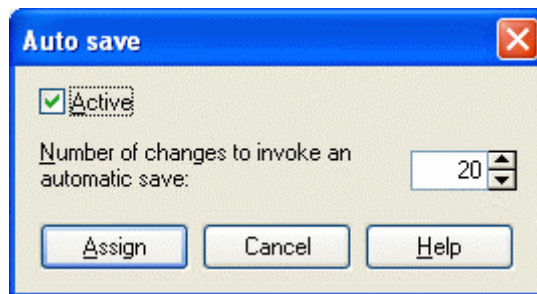 Auto save
Active
Number of changes to invoke an
automatic save:
20
Assign
Cancel
Help